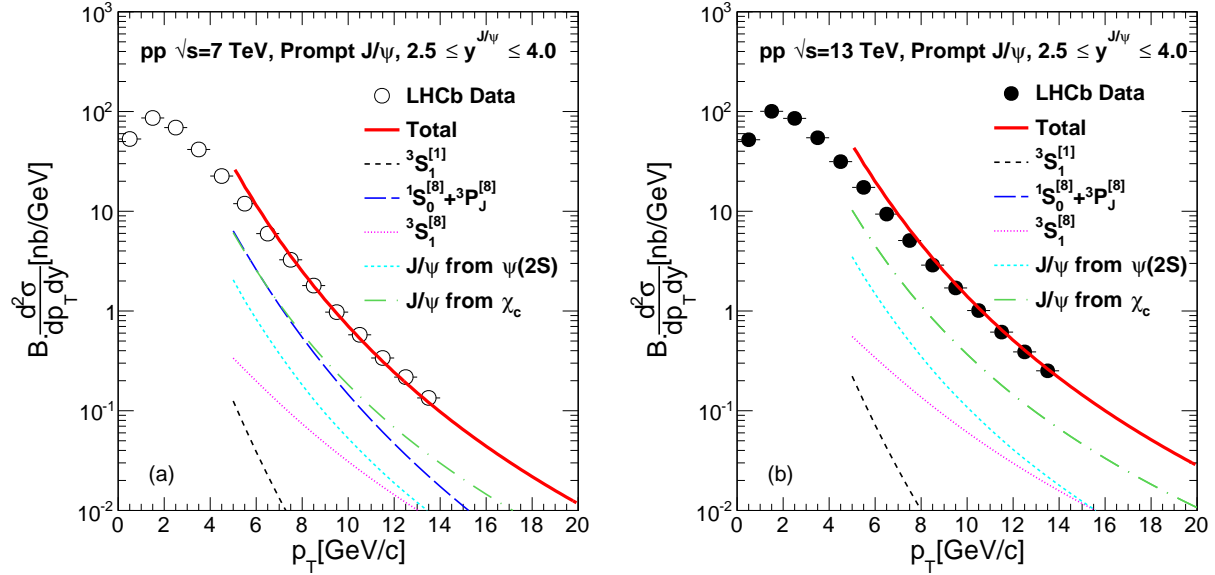 pp √s=7 TeV, Prompt J/ψ, 2.5 ≤ y^{J/ψ} ≤ 4.0
LHCb Data
Total
³S₁^[1]
¹S₀^[8]+³P_J^[8]
³S₁^[8]
J/ψ from ψ(2S)
J/ψ from χ_c
B·d²σ/dp_T dy[nb/GeV]
10³
10²
10
1
10⁻¹
10⁻²
(a)
0 2 4 6 8 10 12 14 16 18 20
p_T[GeV/c]
pp √s=13 TeV, Prompt J/ψ, 2.5 ≤ y^{J/ψ} ≤ 4.0
LHCb Data
Total
³S₁^[1]
¹S₀^[8]+³P_J^[8]
³S₁^[8]
J/ψ from ψ(2S)
J/ψ from χ_c
B·d²σ/dp_T dy[nb/GeV]
10³
10²
10
1
10⁻¹
10⁻²
(b)
0 2 4 6 8 10 12 14 16 18 20
p_T[GeV/c]